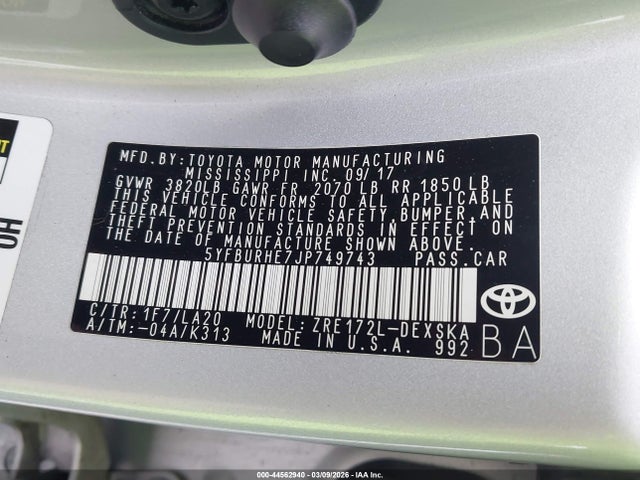 MFD.BY:TOYOTA MOTOR MANUFACTURING
MISSISSIPPI INC. 09/17
GVWR 3820LB GAWR FR 2070 LB RR 1850 LB
THIS VEHICLE CONFORMS TO ALL APPLICABLE
FEDERAL MOTOR VEHICLE SAFETY, BUMPER, AND
THEFT PREVENTION STANDARDS IN EFFECT ON
THE DATE OF MANUFACTURE SHOWN ABOVE.
5YFBURHE7JP749743 PASS.CAR
C/TR:1F7/LA20 MODEL:ZRE172L-DEXSKA
A/TM:-04A/K313 MADE IN U.S.A. 992 BA
HO
000-44562940 - 03/09/2026 - IAA Inc.